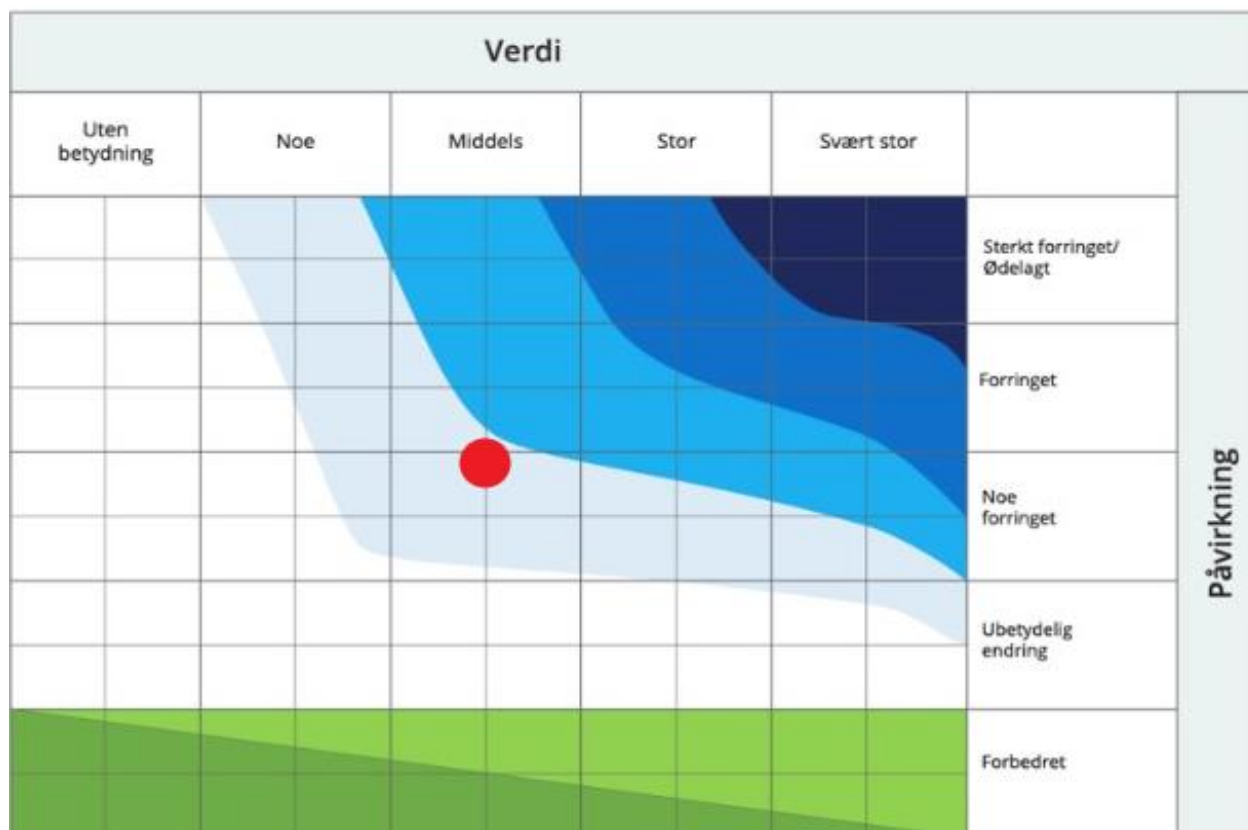 Verdi
Uten
betydning
Noe
Middels
Stor
Svært stor
Sterkt forringet/
Ødelagt
Forringet
Noe
forringet
Ubetydelig
endring
Forbedret
Påvirkning